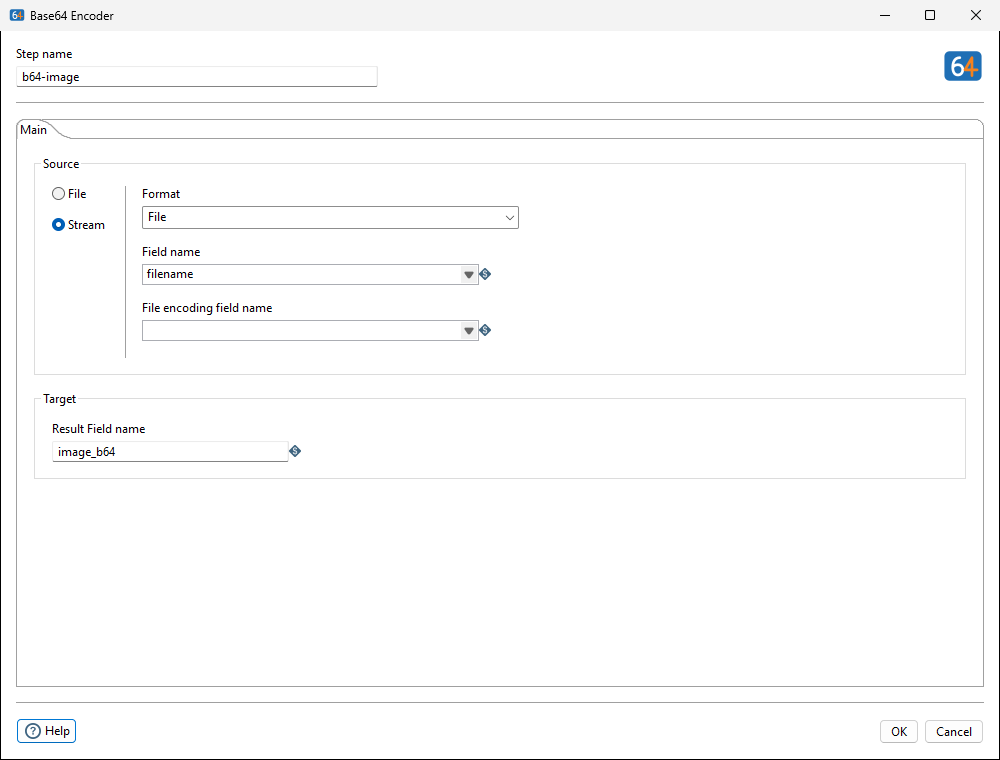 64 Base64 Encoder
Step name
b64-image
64
Main
Source
File
Stream
Format
File
Field name
filename
S
File encoding field name
S
Target
Result Field name
image_b64
S
? Help
OK
Cancel